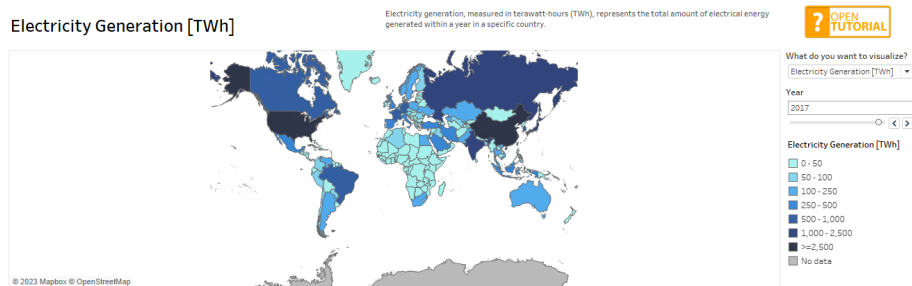 Electricity Generation [TWh]
Electricity generation, measured in terawatt-hours (TWh), represents the total amount of electrical energy
generated within a year in a specific country.
? OPEN
TUTORIAL
What do you want to visualize?
Electricity Generation [TWh]
Year
2017
Electricity Generation [TWh]
0 - 50
50 - 100
100 - 250
250 - 500
500 - 1,000
1,000 - 2,500
>=2,500
No data
© 2023 Mapbox © OpenStreetMap